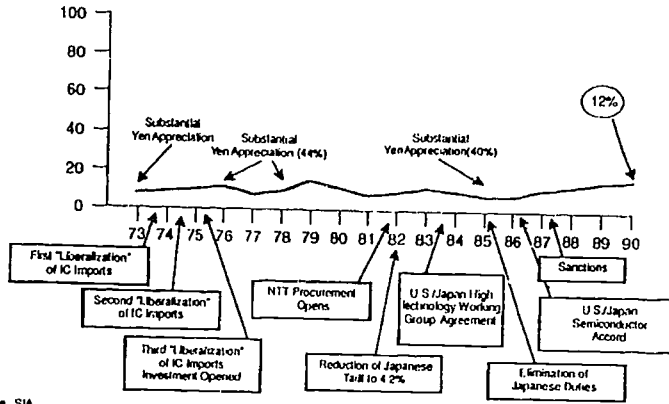 100
80
60
40
20
0
12%
Substantial
Yen Appreciation
Substantial
Yen Appreciation (44%)
Substantial
Yen Appreciation(40%)
73 74 75 76 77 78 79 80 81 82 83 84 85 86 87 88 89 90
First "Liberalization"
of IC Imports
Second "Liberalization"
of IC Imports
Third "Liberalization"
of IC Imports
Investment Opened
NTT Procurement
Opens
Reduction of Japanese
Tariff to 4.2%
U.S./Japan High
Technology Working
Group Agreement
Elimination of
Japanese Duties
U.S./Japan
Semiconductor
Accord
Sanctions
SIA